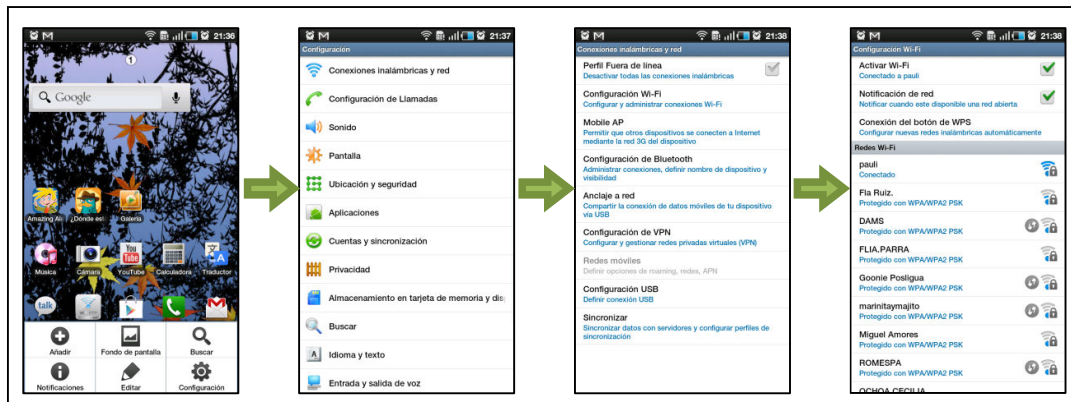 21:36
1
Google
Amazing Al
¿Dónde es
Galería
You
Tube
Música
Cámara
YouTube
Calculadora
Traductor
talk
Añadir
Fondo de pantalla
Buscar
Notificaciones
Editar
Configuración
21:37
Configuración
Conexiones inalámbricas y red
Configuración de Llamadas
Sonido
Pantalla
Ubicación y seguridad
Aplicaciones
Cuentas y sincronización
Privacidad
Almacenamiento en tarjeta de memoria y dis
Buscar
A
Idioma y texto
Entrada y salida de voz
21:38
Conexiones inalámbricas y red
Perfil Fuera de línea
Desactivar todas las conexiones inalámbricas
Configuración Wi-Fi
Configurar y administrar conexiones Wi-Fi
Mobile AP
Permitir que otros dispositivos se conecten a Internet
mediante la red 3G del dispositivo
Configuración de Bluetooth
Administrar conexiones, definir nombre de dispositivo y
visibilidad
Anclaje a red
Compartir la conexión de datos móviles de tu dispositivo
vía USB
Configuración de VPN
Configurar y gestionar redes privadas virtuales (VPN)
Redes móviles
Definir opciones de roaming, redes, APN
Configuración USB
Definir conexión USB
Sincronizar
Sincronizar datos con servidores y configurar perfiles de
sincronización
21:38
Configuración Wi-Fi
Activar Wi-Fi
Conectado a pauli
Notificación de red
Notificar cuando este disponible una red abierta
Conexión del botón de WPS
Configurar nuevas redes inalámbricas automáticamente
Redes Wi-Fi
pauli
Conectado
Fla Ruiz.
Protegido con WPA/WPA2 PSK
DAMS
Protegido con WPA/WPA2 PSK
FLIA.PARRA
Protegido con WPA/WPA2 PSK
Goonie Posligua
Protegido con WPA/WPA2 PSK
marinitaymajito
Protegido con WPA/WPA2 PSK
Miguel Amores
Protegido con WPA/WPA2 PSK
ROMESPA
Protegido con WPA/WPA2 PSK
OCHOA CECILIA